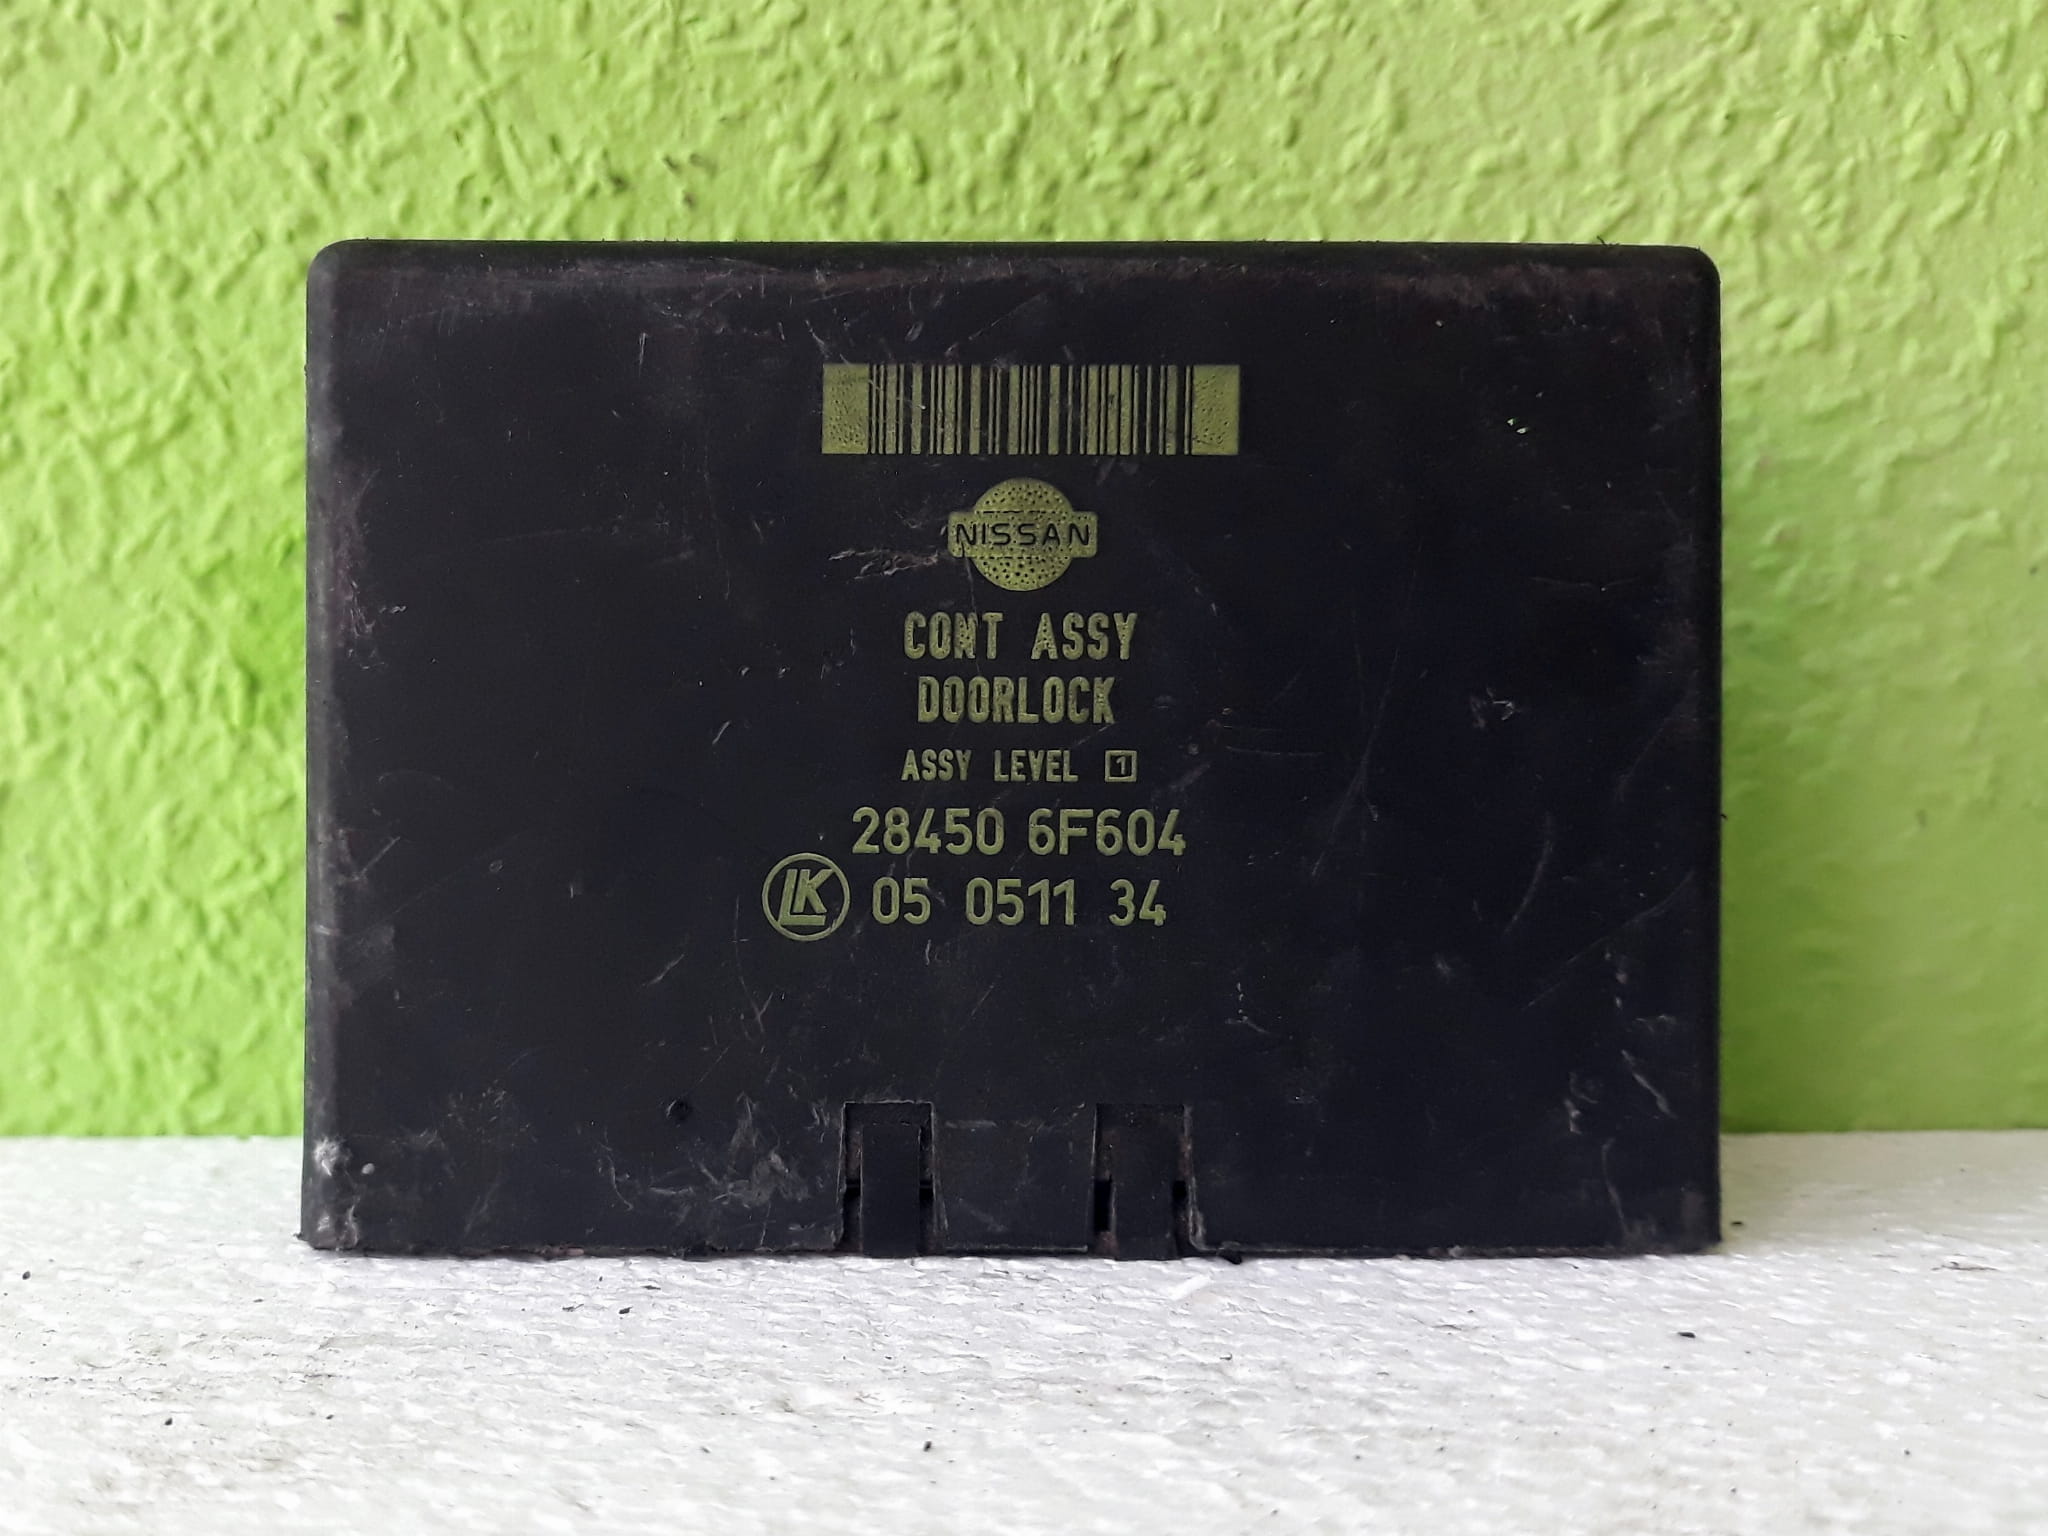 NISSAN
CONT ASSY
DOORLOCK
ASSY LEVEL 1
28450 6F604
LK 05 0511 34